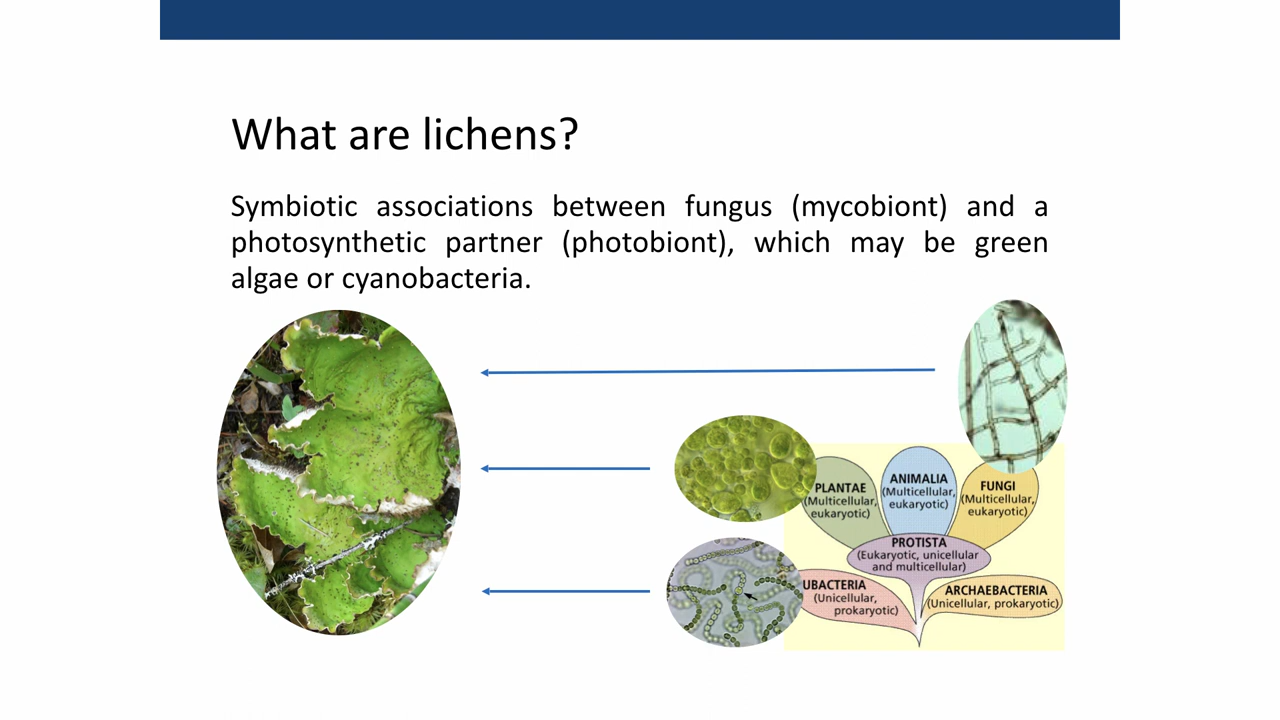 What are lichens?
Symbiotic associations between fungus (mycobiont) and a
photosynthetic partner (photobiont), which may be green
algae or cyanobacteria.
PLANTAE
(Multicellular,
eukaryotic)
ANIMALIA
(Multicellular,
eukaryotic)
FUNGI
(Multicellular,
eukaryotic)
PROTISTA
(Eukaryotic, unicellular
and multicellular)
UBACTERIA
(Unicellular,
prokaryotic)
ARCHAEBACTERIA
(Unicellular, prokaryotic)